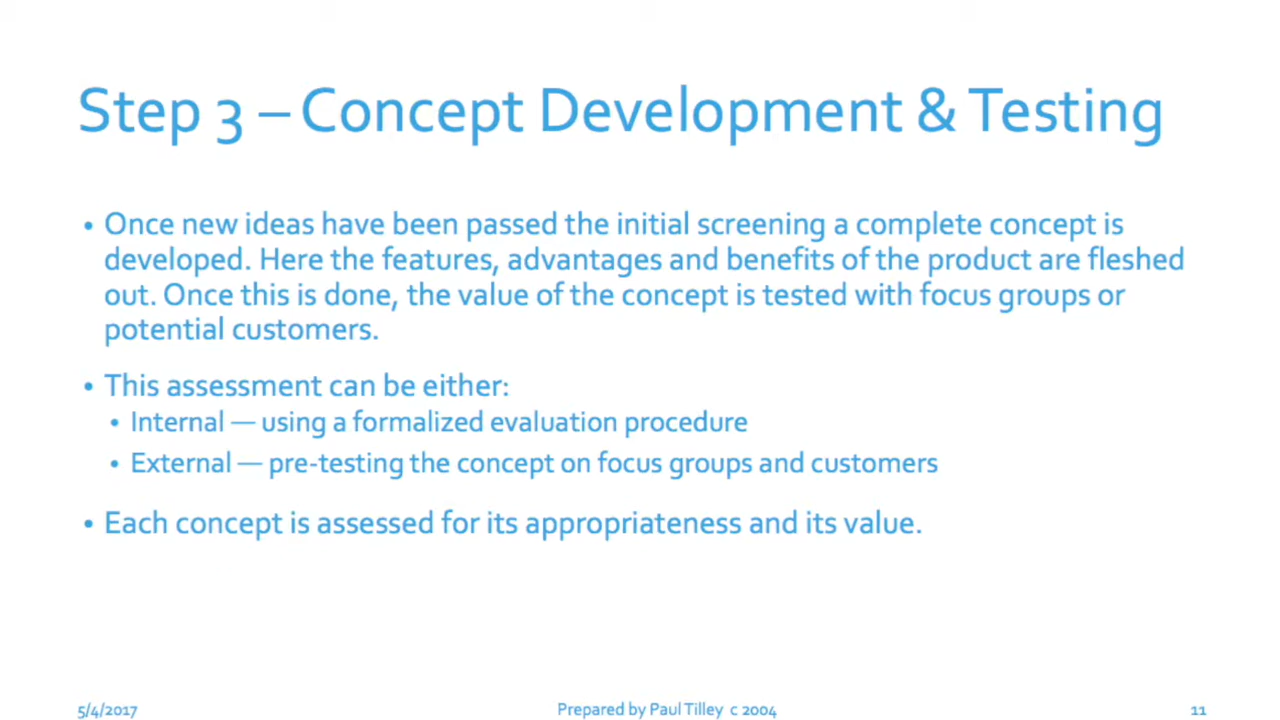 Step 3 – Concept Development & Testing
• Once new ideas have been passed the initial screening a complete concept is
developed. Here the features, advantages and benefits of the product are fleshed
out. Once this is done, the value of the concept is tested with focus groups or
potential customers.
• This assessment can be either:
• Internal — using a formalized evaluation procedure
• External — pre-testing the concept on focus groups and customers
• Each concept is assessed for its appropriateness and its value.
5/4/2017 Prepared by Paul Tilley c 2004 11